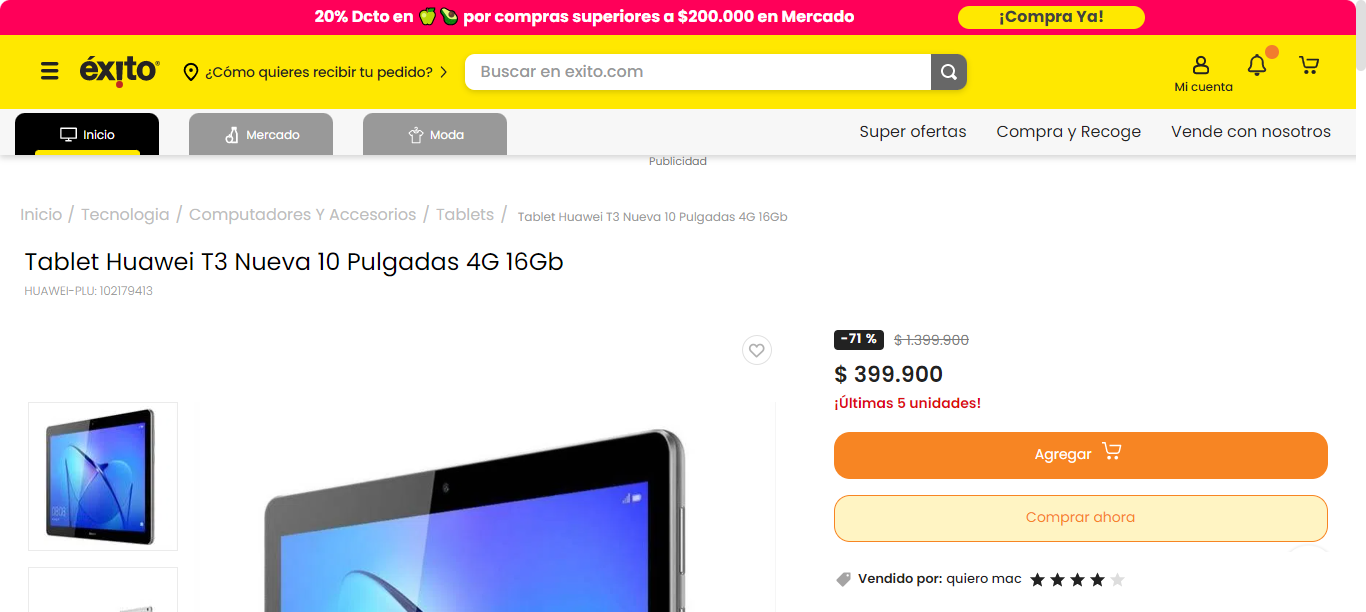 20% Dcto en 🍏🥑 por compras superiores a $200.000 en Mercado
¡Compra Ya!
éxito
¿Cómo quieres recibir tu pedido?
Buscar en exito.com
Mi cuenta
Inicio
Mercado
Moda
Super ofertas
Compra y Recoge
Vende con nosotros
Publicidad
Inicio / Tecnologia / Computadores Y Accesorios / Tablets / Tablet Huawei T3 Nueva 10 Pulgadas 4G 16Gb
Tablet Huawei T3 Nueva 10 Pulgadas 4G 16Gb
HUAWEI-PLU: 102179413
-71 % $ 1.399.900
$ 399.900
¡Últimas 5 unidades!
Agregar
Comprar ahora
Vendido por: quiero mac
08:08